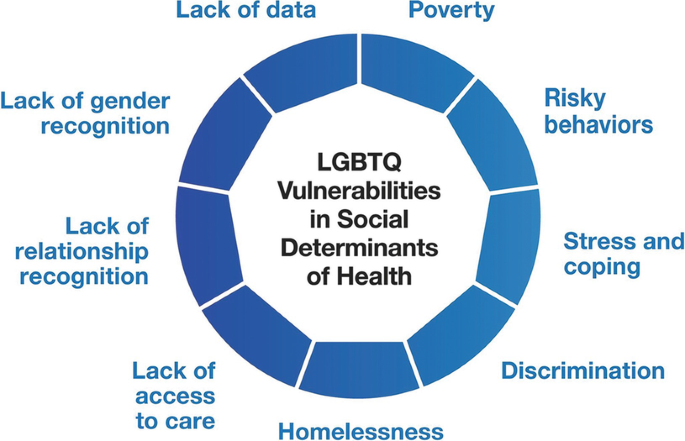 Lack of data
Poverty
Lack of gender
recognition
Risky
behaviors
LGBTQ
Vulnerabilities
in Social
Determinants
of Health
Lack of
relationship
recognition
Stress and
coping
Lack of
access
to care
Discrimination
Homelessness